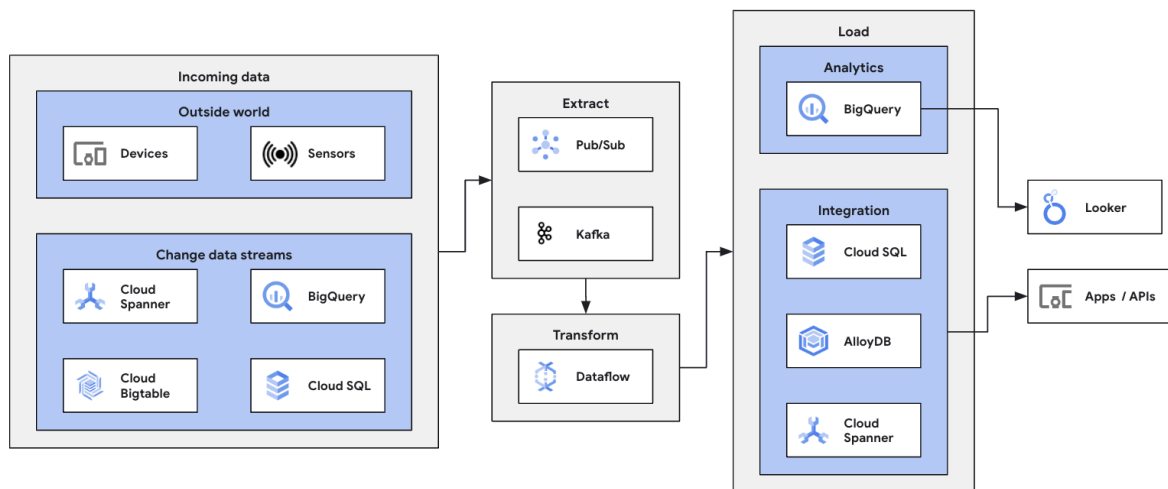 Incoming data
Outside world
Devices
Sensors
Change data streams
Cloud
Spanner
BigQuery
Cloud
Bigtable
Cloud SQL
Extract
Pub/Sub
Kafka
Transform
Dataflow
Load
Analytics
BigQuery
Integration
Cloud SQL
AlloyDB
Cloud
Spanner
Looker
Apps / APIs